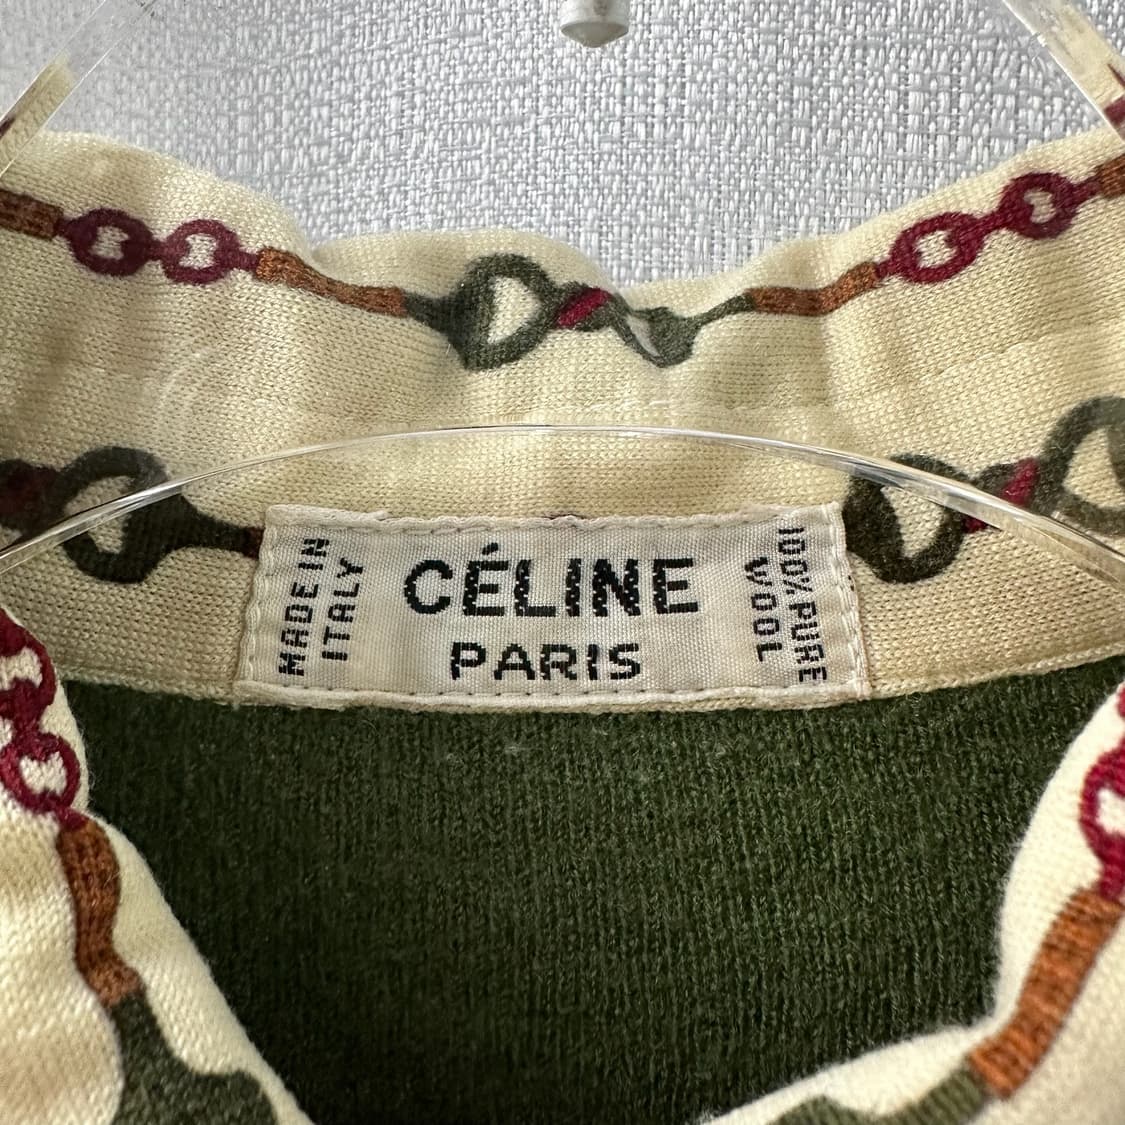 MADE IN
ITALY
CÉLINE
PARIS
100% PURE
WOOL